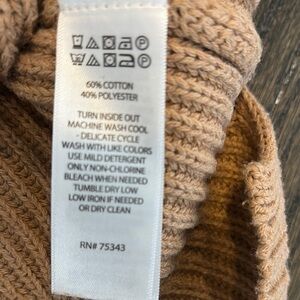 60% COTTON
40% POLYESTER
TURN INSIDE OUT
MACHINE WASH COOL
- DELICATE CYCLE
WASH WITH LIKE COLORS
USE MILD DETERGENT
ONLY NON-CHLORINE
BLEACH WHEN NEEDED
TUMBLE DRY LOW
LOW IRON IF NEEDED
OR DRY CLEAN
RN# 75343